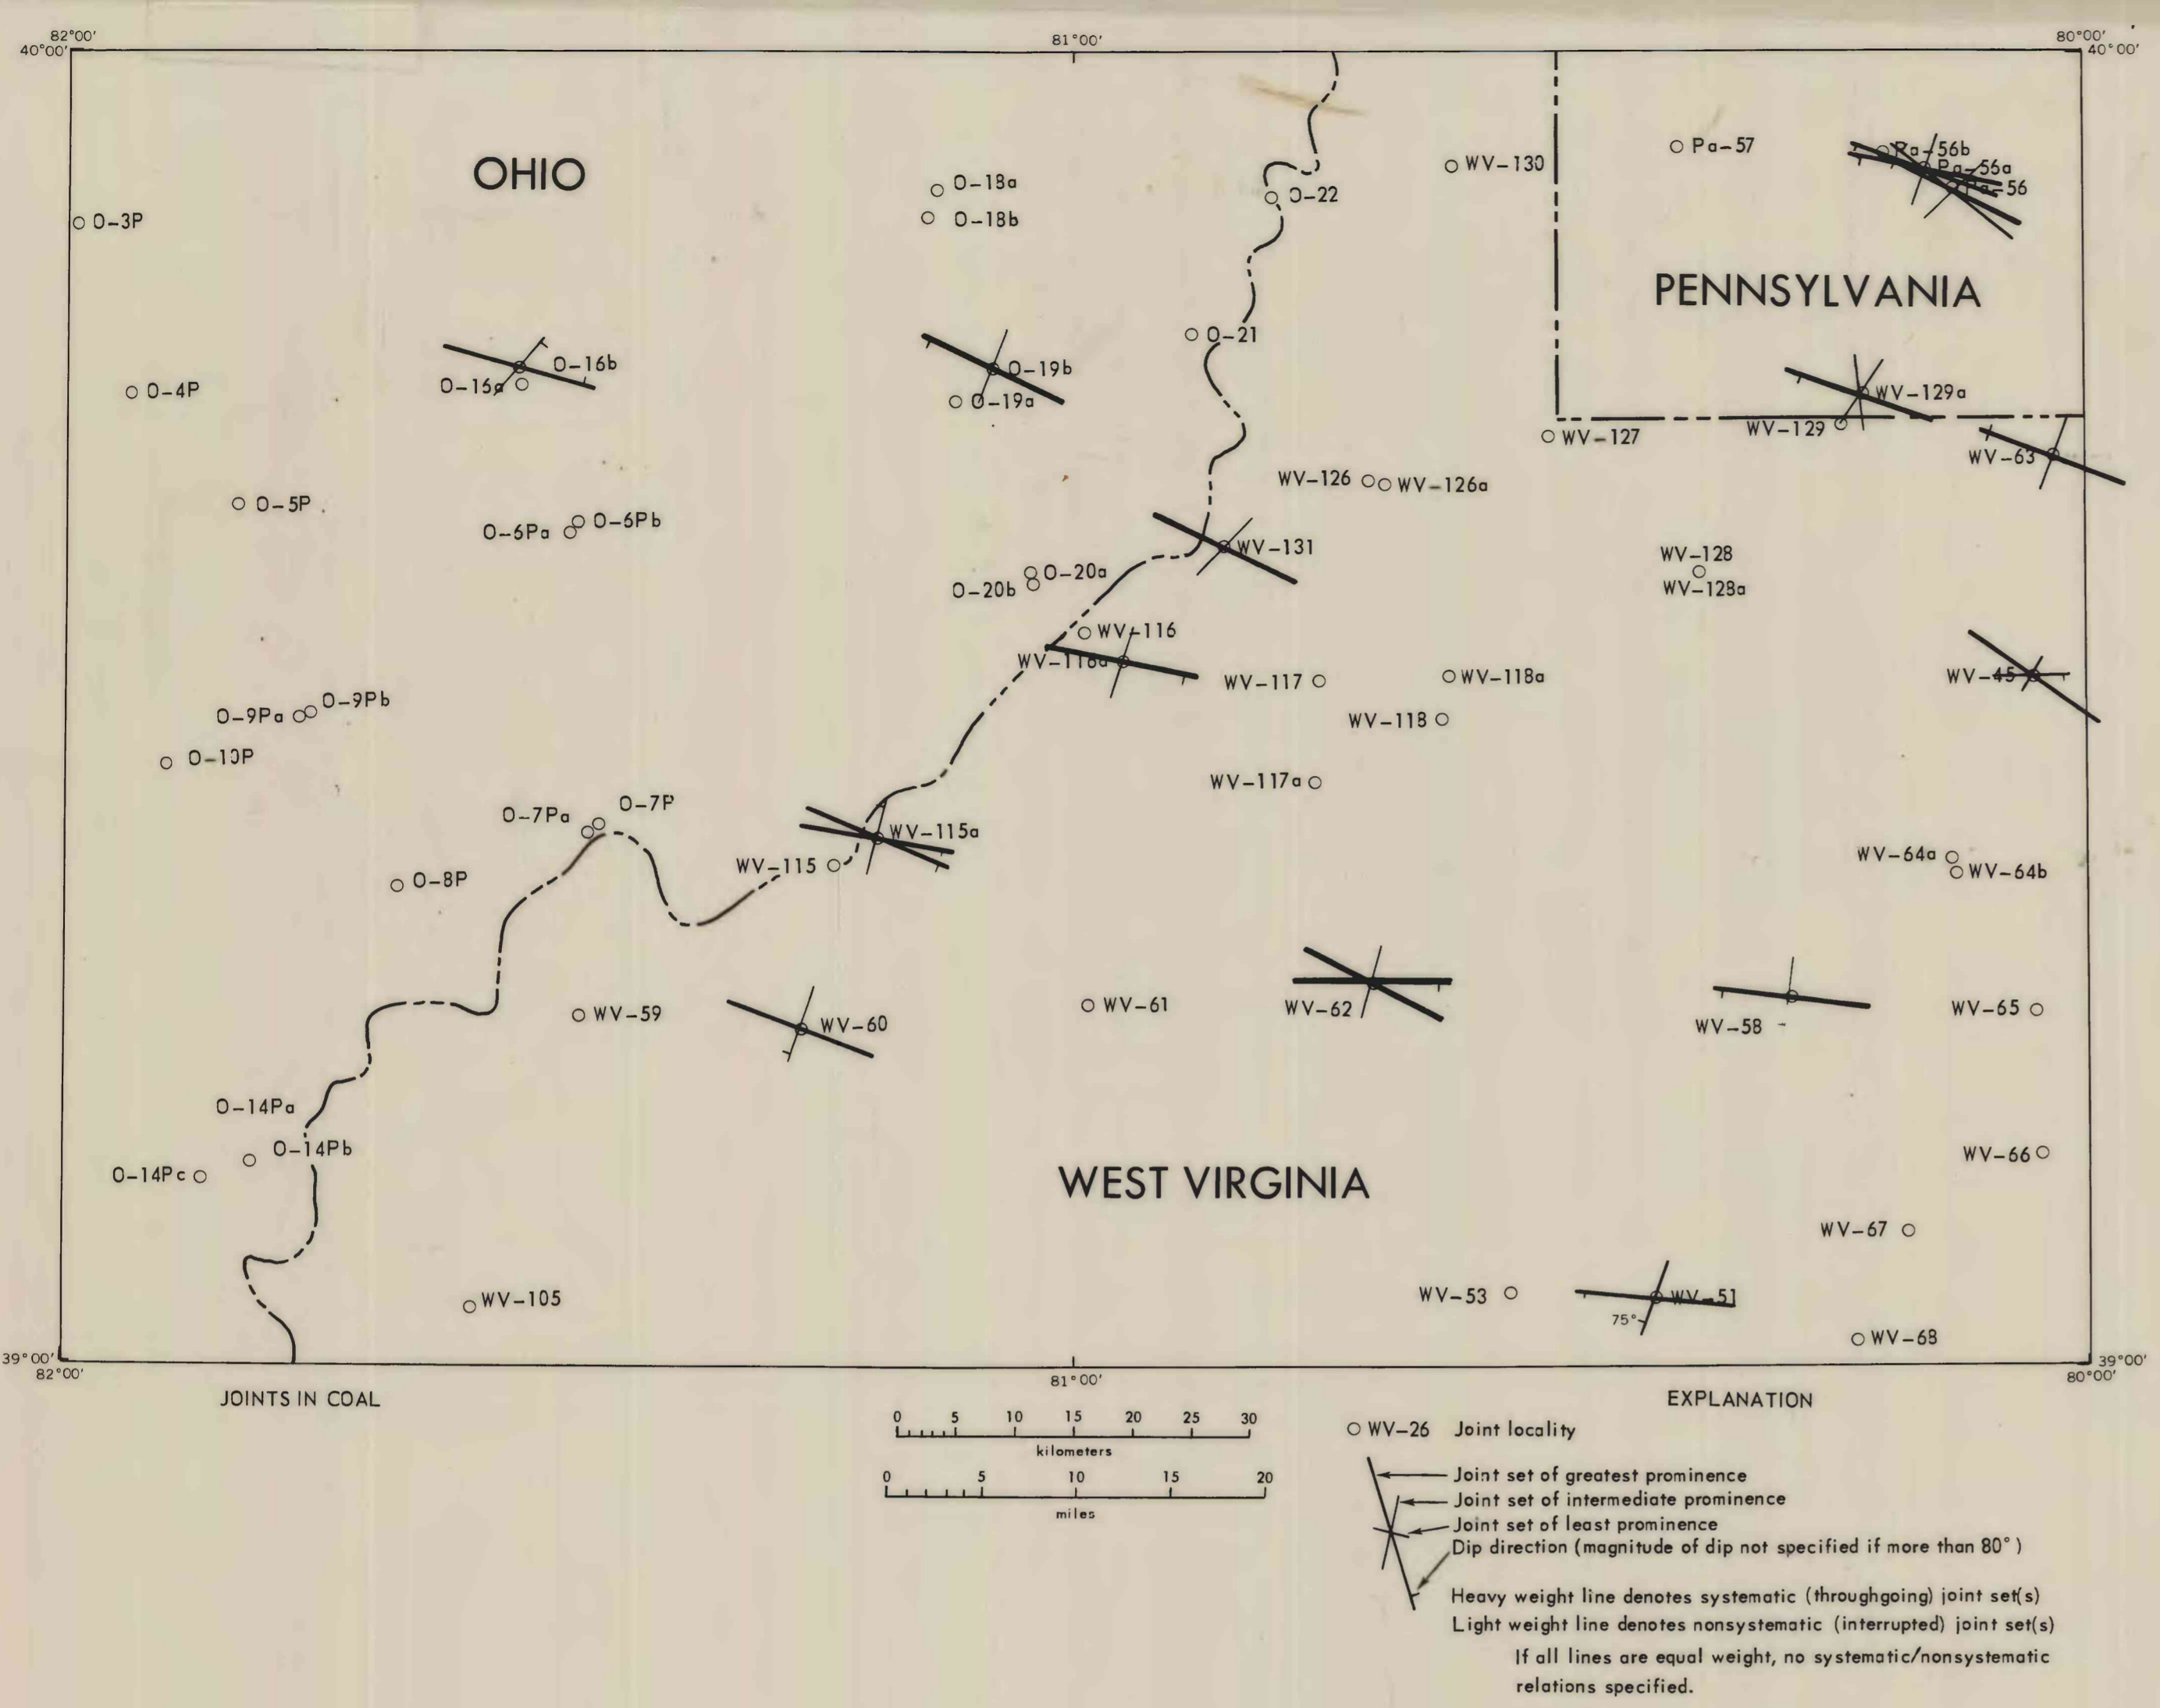 82°00'
81°00'
80°00'
40°00'
40°00'
OHIO
PENNSYLVANIA
WEST VIRGINIA
O-3P
O-18a
O-18b
O-22
WV-130
Pa-57
Pa-56b
Pa-56a
Pa-56
O-4P
O-16b
O-16a
O-19b
O-19a
O-21
WV-129a
WV-129
WV-127
WV-63
O-5P
O-6Pa
O-6Pb
WV-126
WV-126a
WV-131
O-20a
O-20b
WV-128
WV-128a
WV-116
WV-116a
WV-117
WV-118a
WV-118
WV-45
O-9Pa
O-9Pb
O-10P
WV-117a
O-7Pa
O-7P
WV-115a
WV-115
O-8P
WV-64a
WV-64b
WV-59
WV-60
WV-61
WV-62
WV-58
WV-65
O-14Pa
O-14Pb
O-14Pc
WV-66
WV-67
WV-105
WV-53
WV-51
75°
WV-68
39°00'
39°00'
82°00'
81°00'
80°00'
JOINTS IN COAL
0 5 10 15 20 25 30
kilometers
0 5 10 15 20
miles
EXPLANATION
WV-26 Joint locality
Joint set of greatest prominence
Joint set of intermediate prominence
Joint set of least prominence
Dip direction (magnitude of dip not specified if more than 80°)
Heavy weight line denotes systematic (throughgoing) joint set(s)
Light weight line denotes nonsystematic (interrupted) joint set(s)
If all lines are equal weight, no systematic/nonsystematic
relations specified.